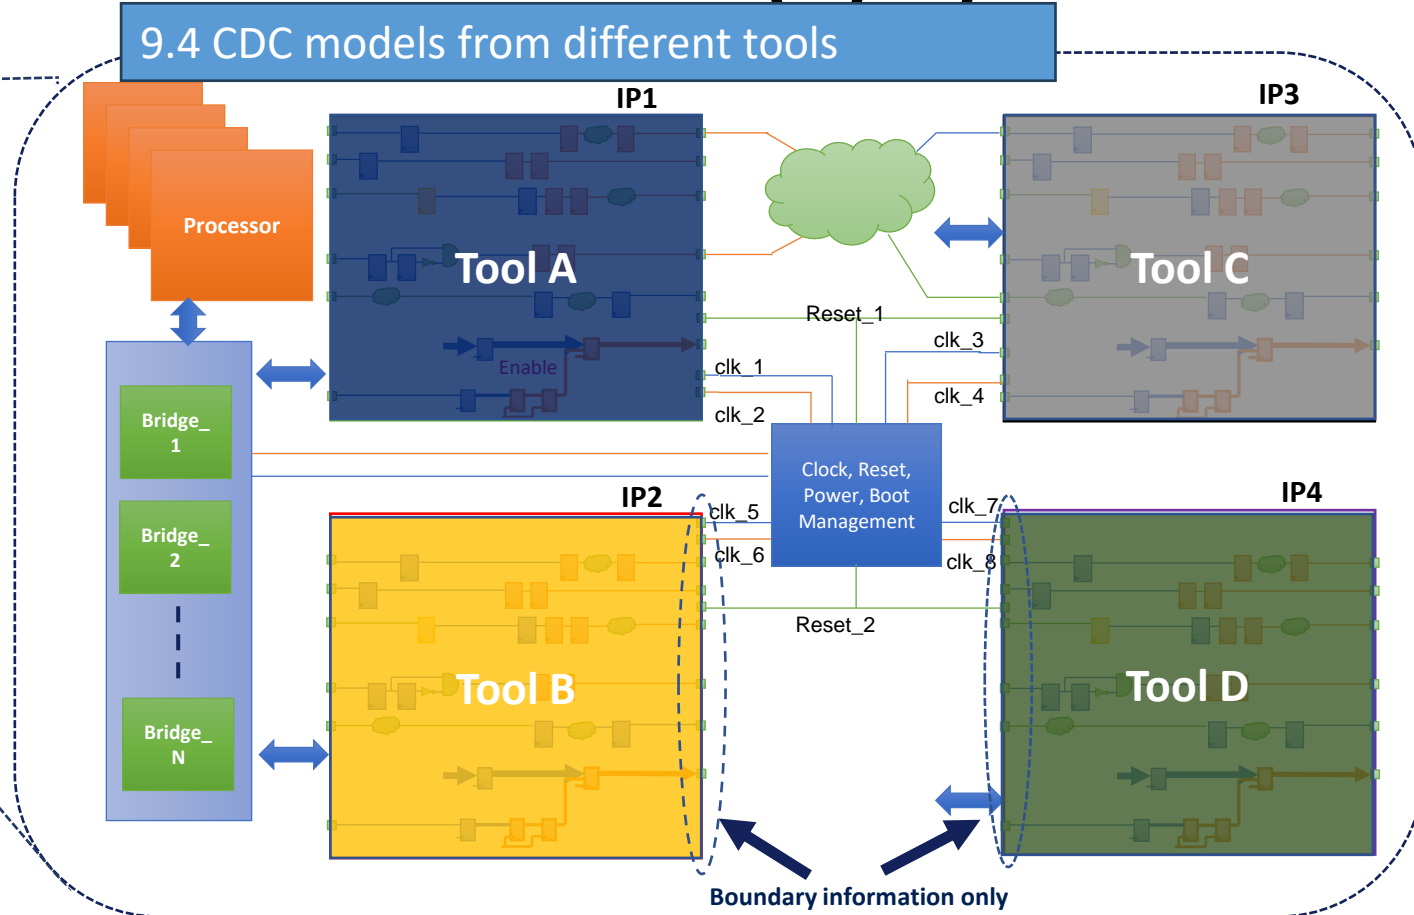 9.4 CDC models from different tools
IP1
IP3
Processor
Tool A
Tool C
Reset_1
Enable
clk_1
clk_2
clk_3
clk_4
Bridge_
1
Clock, Reset,
Power, Boot
Management
IP2
IP4
clk_5
clk_6
clk_7
clk_8
Bridge_
2
Reset_2
Tool B
Tool D
Bridge_
N
Boundary information only